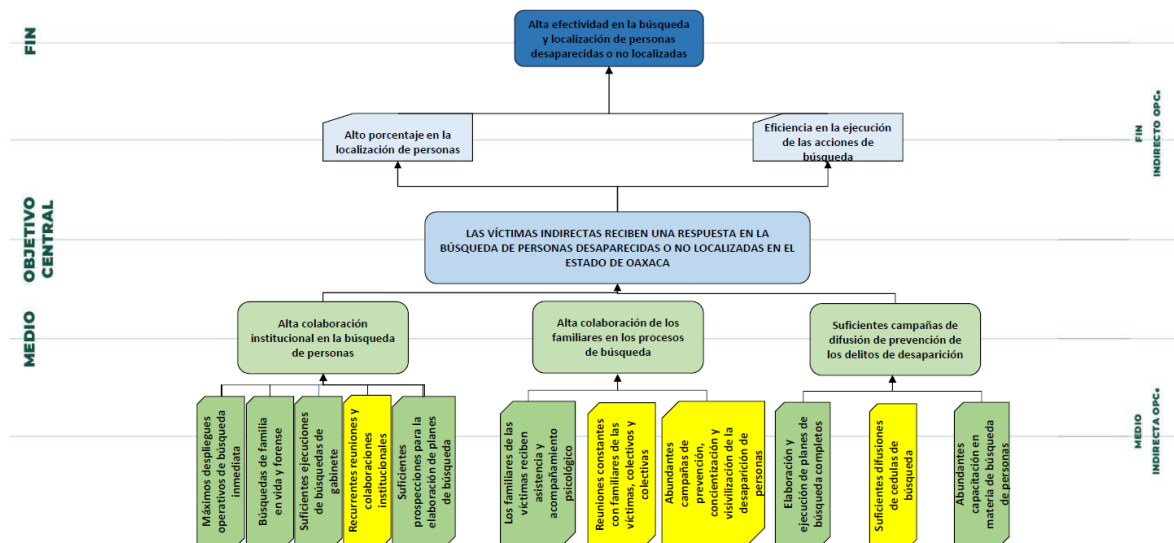 FIN
Alta efectividad en la búsqueda
y localización de personas
desaparecidas o no localizadas
FIN
INDIRECTO OPC.
Alto porcentaje en la
localización de personas
Eficiencia en la ejecución
de las acciones de
búsqueda
OBJETIVO
CENTRAL
LAS VÍCTIMAS INDIRECTAS RECIBEN UNA RESPUESTA EN LA
BÚSQUEDA DE PERSONAS DESAPARECIDAS O NO LOCALIZADAS EN EL
ESTADO DE OAXACA
MEDIO
Alta colaboración
institucional en la búsqueda
de personas
Alta colaboración de los
familiares en los procesos
de búsqueda
Suficientes campañas de
difusión de prevención de
los delitos de desaparición
MEDIO
INDIRECTA OPC.
Máximos despliegues
operativos de búsqueda
inmediata
Búsquedas de familia
en vida y forense
Suficientes ejecuciones
de búsquedas de
gabinete
Recurrentes reuniones y
colaboraciones
institucionales
Suficientes
prospecciones para la
elaboración de planes de
búsqueda
Los familiares de las
víctimas reciben
asistencia y
acompañamiento
psicológico
Reuniones constantes
con familiares de las
víctimas, colectivos y
colectivas
Abundantes
campañas de
prevención,
concientización y
visivilización de la
desaparición de
personas
Elaboración y
ejecución de planes de
búsqueda completos
Suficientes difusiones
de cedulas de
búsqueda
Abundantes
capacitación en
materia de búsqueda
de personas